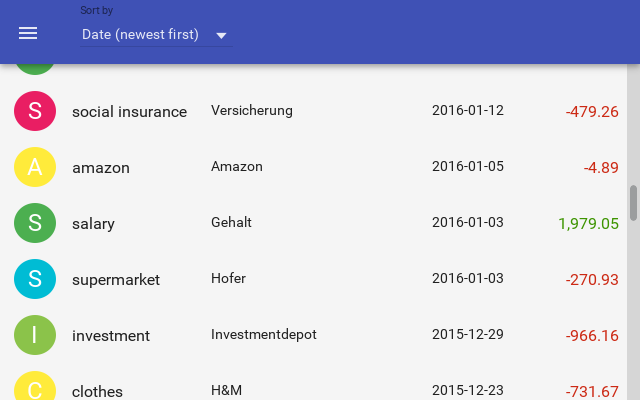 Sort by
Date (newest first)
S social insurance Versicherung 2016-01-12 -479.26
A amazon Amazon 2016-01-05 -4.89
S salary Gehalt 2016-01-03 1,979.05
S supermarket Hofer 2016-01-03 -270.93
I investment Investmentdepot 2015-12-29 -966.16
C clothes H&M 2015-12-23 -731.67